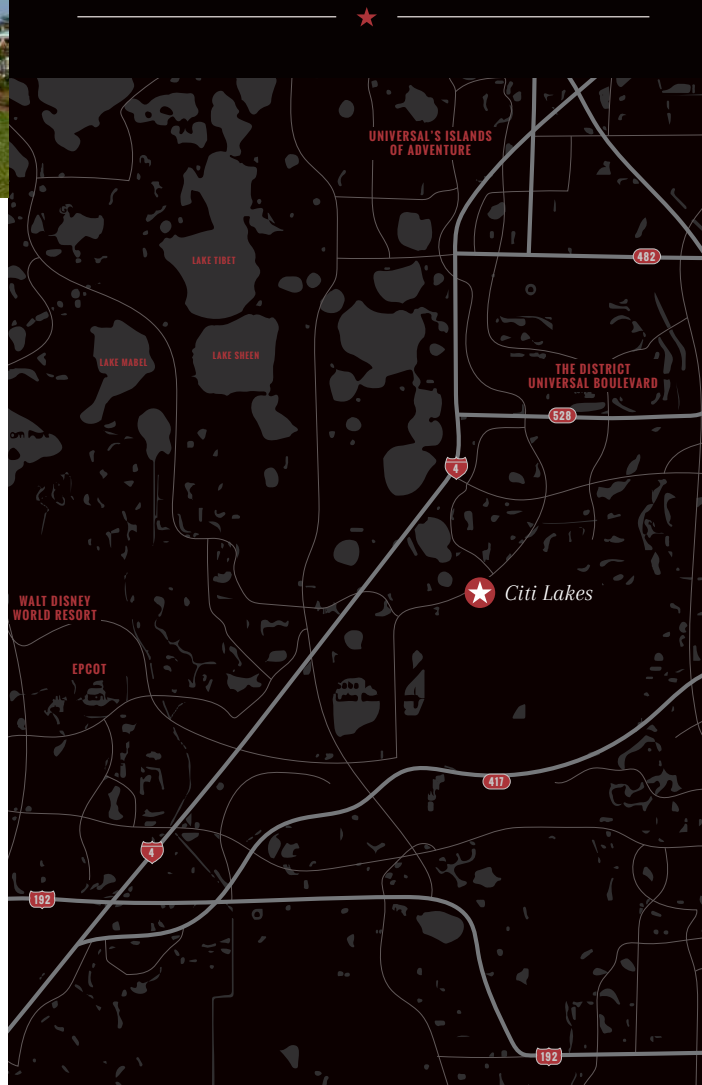 UNIVERSAL'S ISLANDS
OF ADVENTURE
LAKE TIBET
482
LAKE MABEL
LAKE SHEEN
THE DISTRICT
UNIVERSAL BOULEVARD
528
4
Citi Lakes
WALT DISNEY
WORLD RESORT
EPCOT
417
4
192
192